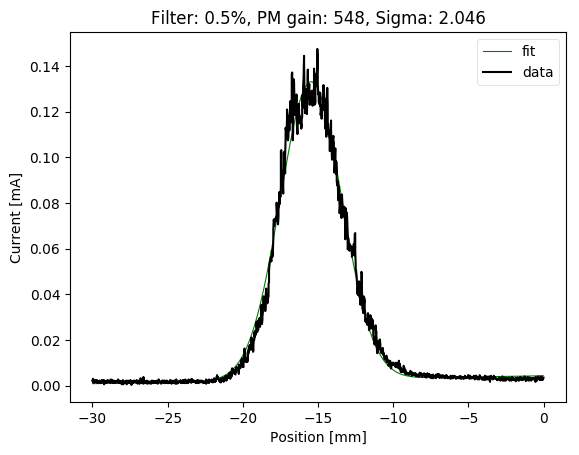 Filter: 0.5%, PM gain: 548, Sigma: 2.046
fit
data
0.14
0.12
0.10
0.08
0.06
0.04
0.02
0.00
Current [mA]
−30 −25 −20 −15 −10 −5 0
Position [mm]